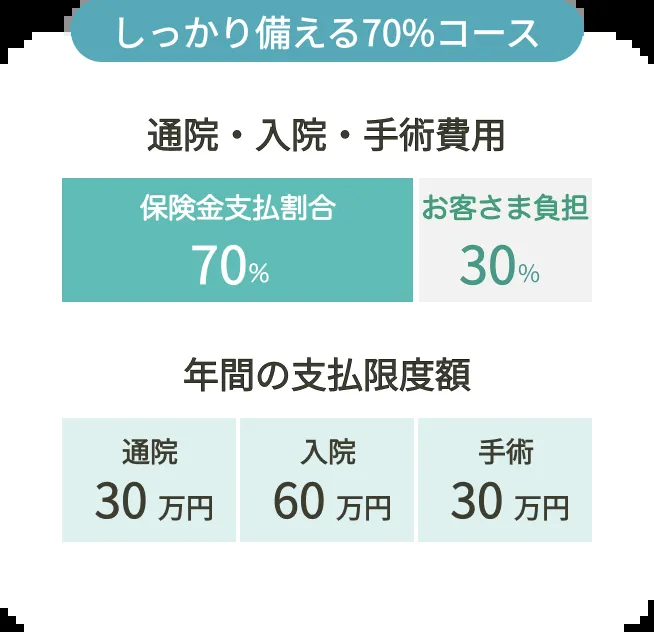 しっかり備える70%コース
通院・入院・手術費用
保険金支払割合 お客さま負担
70% 30%
年間の支払限度額
通院 入院 手術
30 万円 60 万円 30 万円